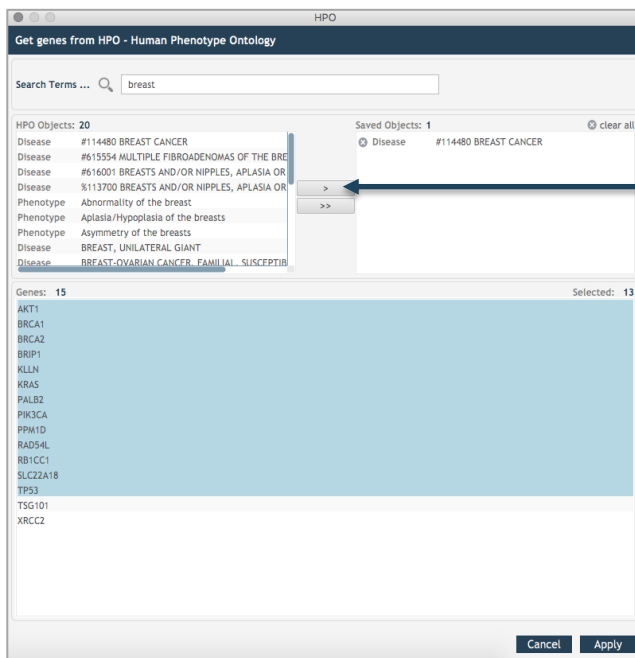 HPO
Get genes from HPO - Human Phenotype Ontology
Search Terms ... breast
HPO Objects: 20
Disease #114480 BREAST CANCER
Disease #615554 MULTIPLE FIBROADENOMAS OF THE BRE
Disease #616001 BREASTS AND/OR NIPPLES, APLASIA OR
Disease %113700 BREASTS AND/OR NIPPLES, APLASIA OR
Phenotype Abnormality of the breast
Phenotype Aplasia/Hypoplasia of the breasts
Phenotype Asymmetry of the breasts
Disease BREAST, UNILATERAL GIANT
Disease BREAST-OVARIAN CANCER, FAMILIAL, SUSCEPTIB
>
>>
Saved Objects: 1 clear all
Disease #114480 BREAST CANCER
Genes: 15 Selected: 13
AKT1
BRCA1
BRCA2
BRIP1
KLLN
KRAS
PALB2
PIK3CA
PPM1D
RAD54L
RB1CC1
SLC22A18
TP53
TSG101
XRCC2
Cancel Apply